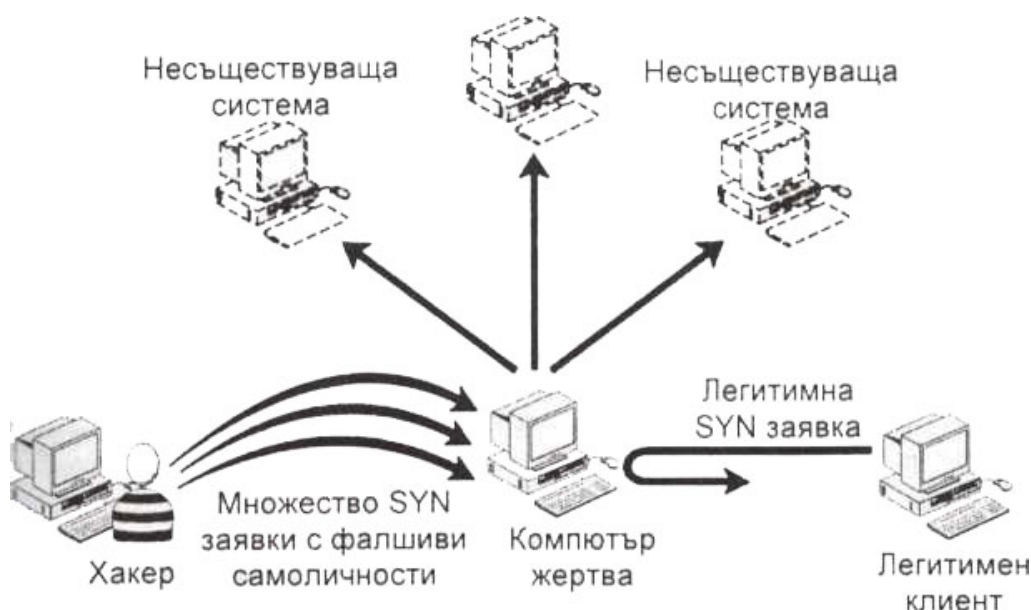 Несъществуваща
система
Несъществуваща
система
Легитимна
SYN заявка
Множество SYN
заявки с фалшиви
самоличности
Хакер
Компютър
жертва
Легитимен
клиент